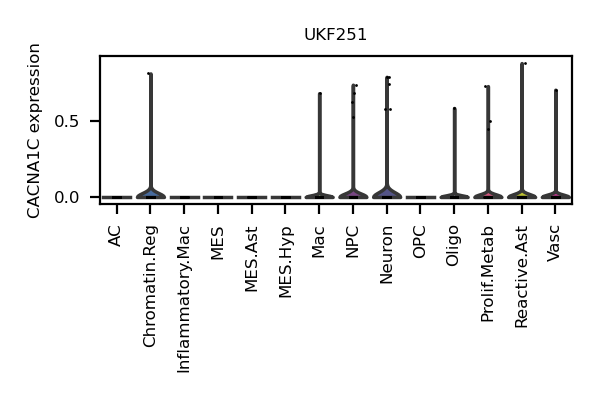 UKF251
CACNA1C expression
0.5
0.0
AC
Chromatin.Reg
Inflammatory.Mac
MES
MES.Ast
MES.Hyp
Mac
NPC
Neuron
OPC
Oligo
Prolif.Metab
Reactive.Ast
Vasc